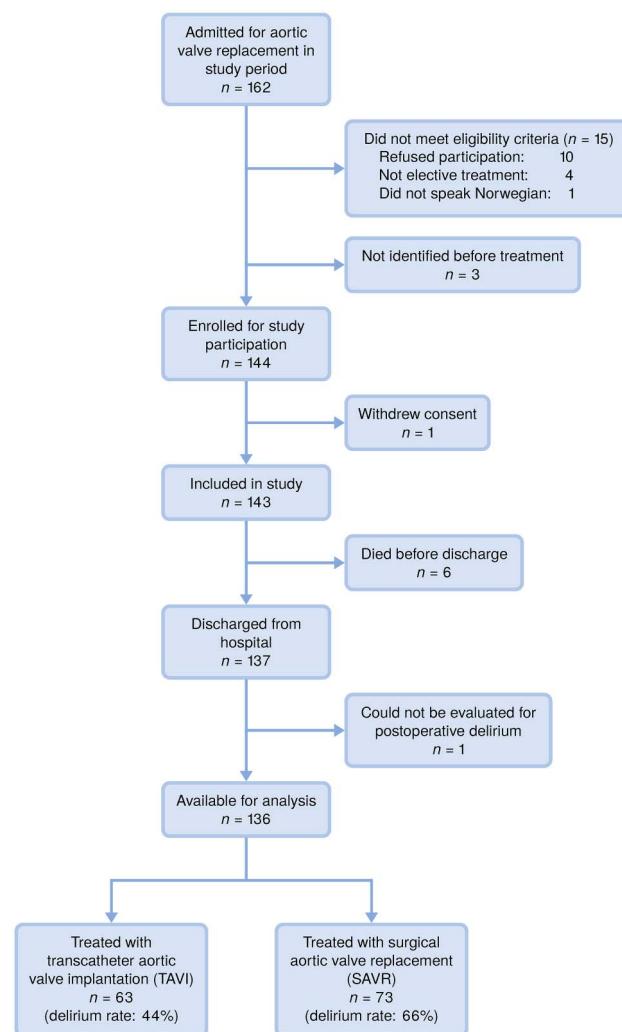 Admitted for aortic
valve replacement in
study period
n = 162
Did not meet eligibility criteria (n = 15)
Refused participation: 10
Not elective treatment: 4
Did not speak Norwegian: 1
Not identified before treatment
n = 3
Enrolled for study
participation
n = 144
Withdrew consent
n = 1
Included in study
n = 143
Died before discharge
n = 6
Discharged from
hospital
n = 137
Could not be evaluated for
postoperative delirium
n = 1
Available for analysis
n = 136
Treated with
transcatheter aortic
valve implantation (TAVI)
n = 63
(delirium rate: 44%)
Treated with surgical
aortic valve replacement
(SAVR)
n = 73
(delirium rate: 66%)